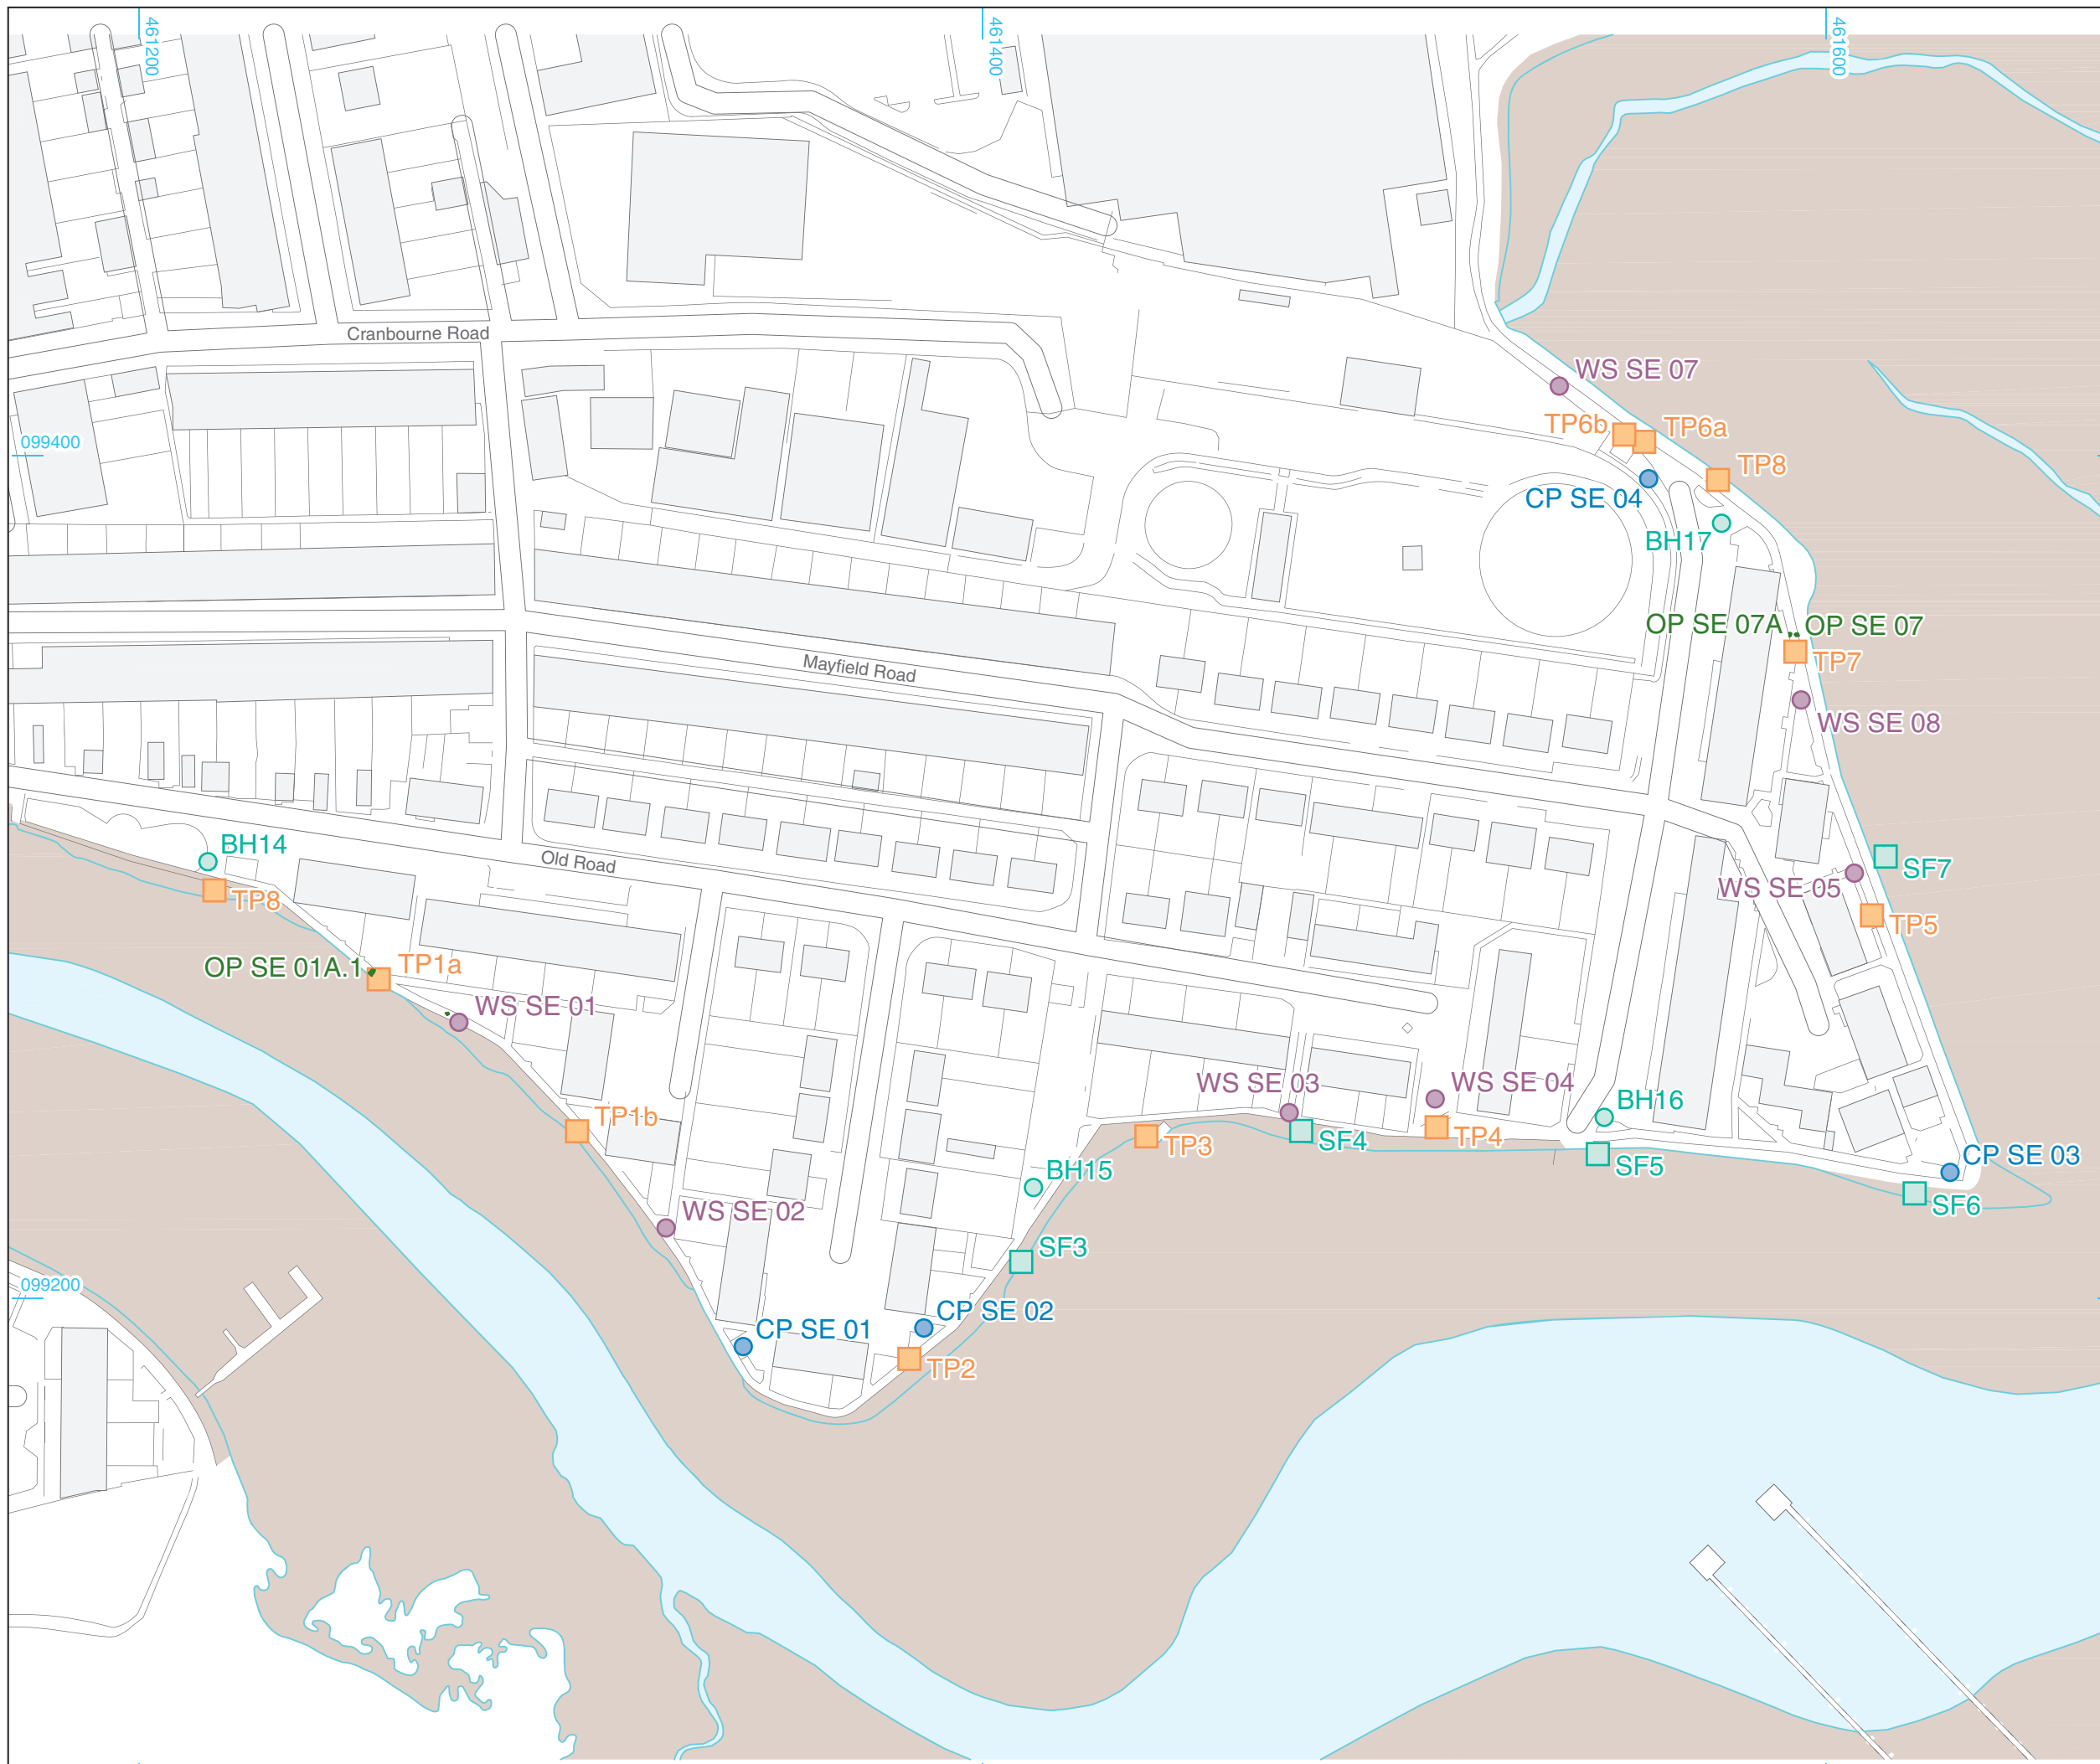 461200
461400
461600
Cranbourne Road
WS SE 07
099400
TP6b
TP6a
TP8
CP SE 04
BH17
OP SE 07A
OP SE 07
TP7
Mayfield Road
WS SE 08
BH14
Old Road
SF7
WS SE 05
TP8
TP5
OP SE 01A.1
TP1a
WS SE 01
WS SE 03
WS SE 04
BH16
TP1b
TP3
SF4
TP4
CP SE 03
SF5
BH15
SF6
WS SE 02
SF3
099200
CP SE 01
CP SE 02
TP2